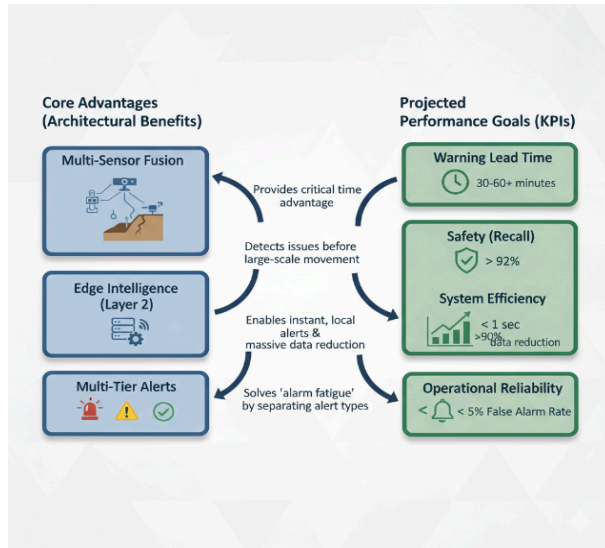 Core Advantages
(Architectural Benefits)
Multi-Sensor Fusion
Edge Intelligence
(Layer 2)
Multi-Tier Alerts
Provides critical time
advantage
Detects issues before
large-scale movement
Enables instant, local
alerts &
massive data reduction
Solves 'alarm fatigue'
by separating alert types
Projected
Performance Goals (KPIs)
Warning Lead Time
30-60+ minutes
Safety (Recall)
> 92%
System Efficiency
< 1 sec
>90%
data reduction
Operational Reliability
< < 5% False Alarm Rate